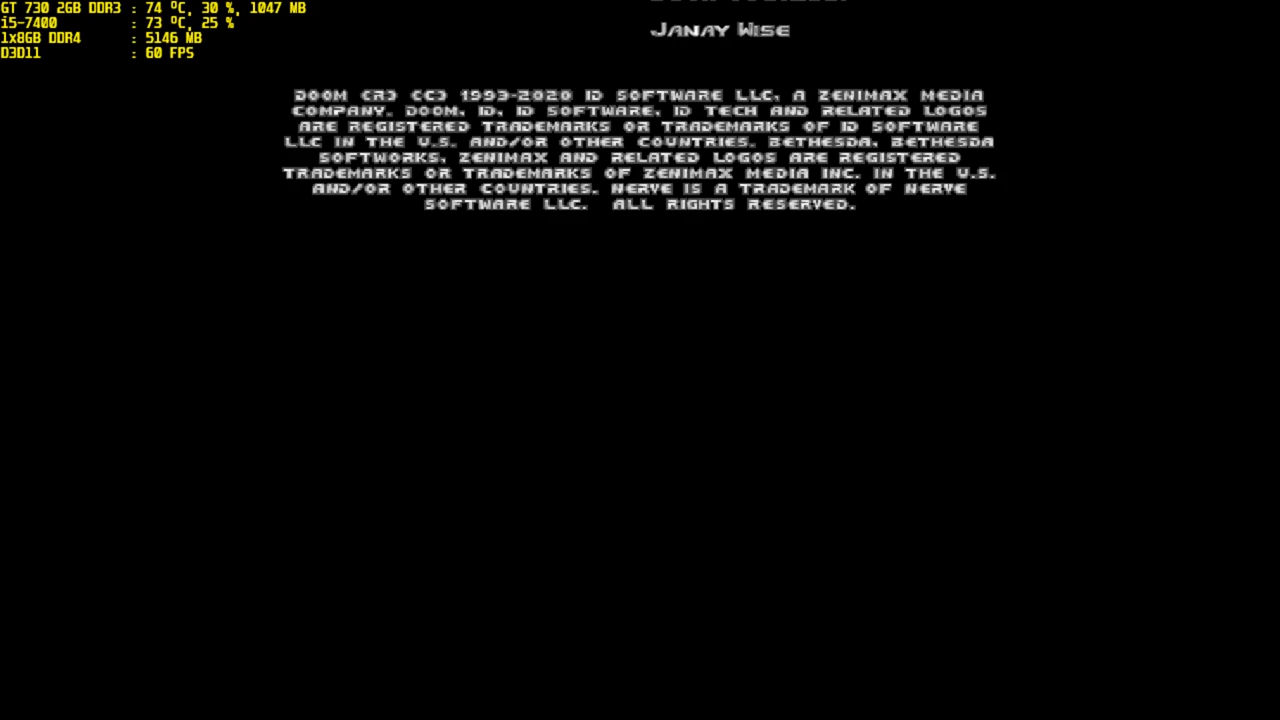 GT 730 2GB DDR3 : 74 ºC, 30 %, 1047 MB
i5-7400 : 73 ºC, 25 %
1x8GB DDR4 : 5146 MB
D3D11 : 60 FPS
JANAY WISE
DOOM (R) (C) 1993-2020 ID SOFTWARE LLC, A ZENIMAX MEDIA
COMPANY. DOOM, ID, ID SOFTWARE, ID TECH AND RELATED LOGOS
ARE REGISTERED TRADEMARKS OR TRADEMARKS OF ID SOFTWARE
LLC IN THE U.S. AND/OR OTHER COUNTRIES. BETHESDA, BETHESDA
SOFTWORKS, ZENIMAX AND RELATED LOGOS ARE REGISTERED
TRADEMARKS OR TRADEMARKS OF ZENIMAX MEDIA INC. IN THE U.S.
AND/OR OTHER COUNTRIES. NERVE IS A TRADEMARK OF NERVE
SOFTWARE LLC. ALL RIGHTS RESERVED.